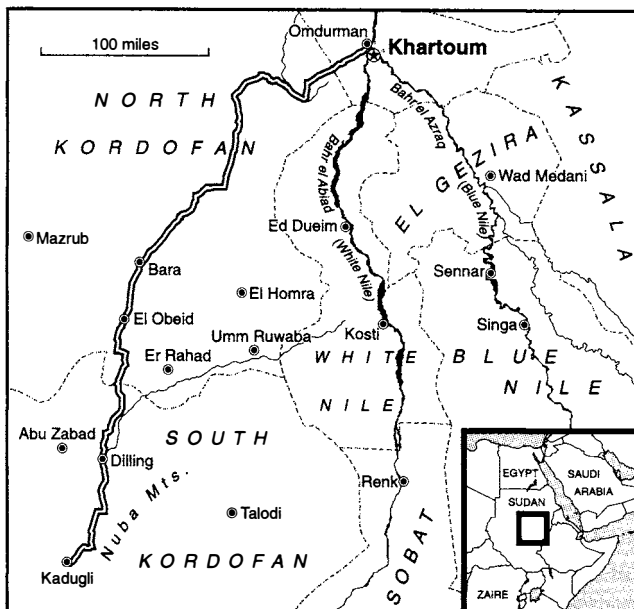 Omdurman
100 miles
Khartoum
NORTH
KORDOFAN
Bahr el Abiad
(White Nile)
Bahr el Azraq
(Blue Nile)
EL GEZIRA
KASSALA
Wad Medani
Mazrub
Ed Dueim
Bara
El Homra
Sennar
El Obeid
Umm Ruwaba
Kosti
Singa
Er Rahad
WHITE
NILE
BLUE
NILE
Abu Zabad
SOUTH
KORDOFAN
Dilling
Nuba Mts.
Renk
Talodi
Kadugli
SOBAT
EGYPT
SAUDI
ARABIA
SUDAN
ZAIRE